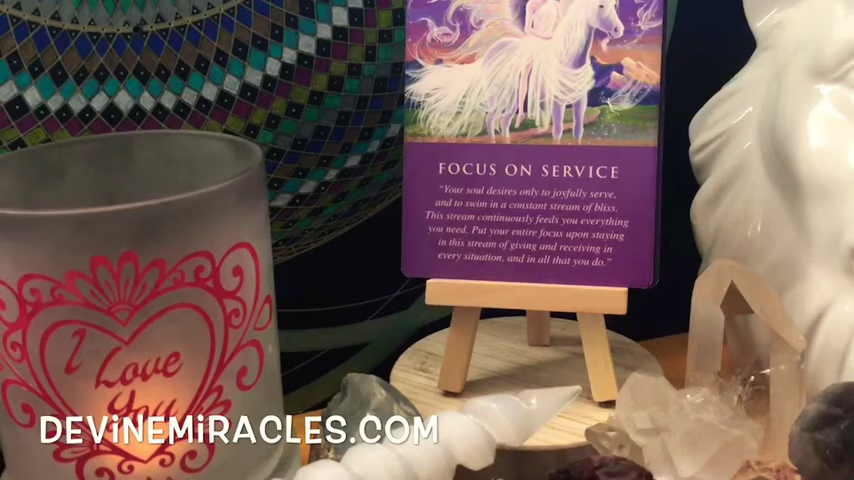 FOCUS ON SERVICE
“Your soul desires only to joyfully serve,
and to swim in a constant stream of bliss.
This stream continuously feeds you everything
you need. Put your entire focus upon staying
in this stream of giving and receiving in
every situation, and in all that you do.”
I Love
You
DEViNEMiRACLES.COM